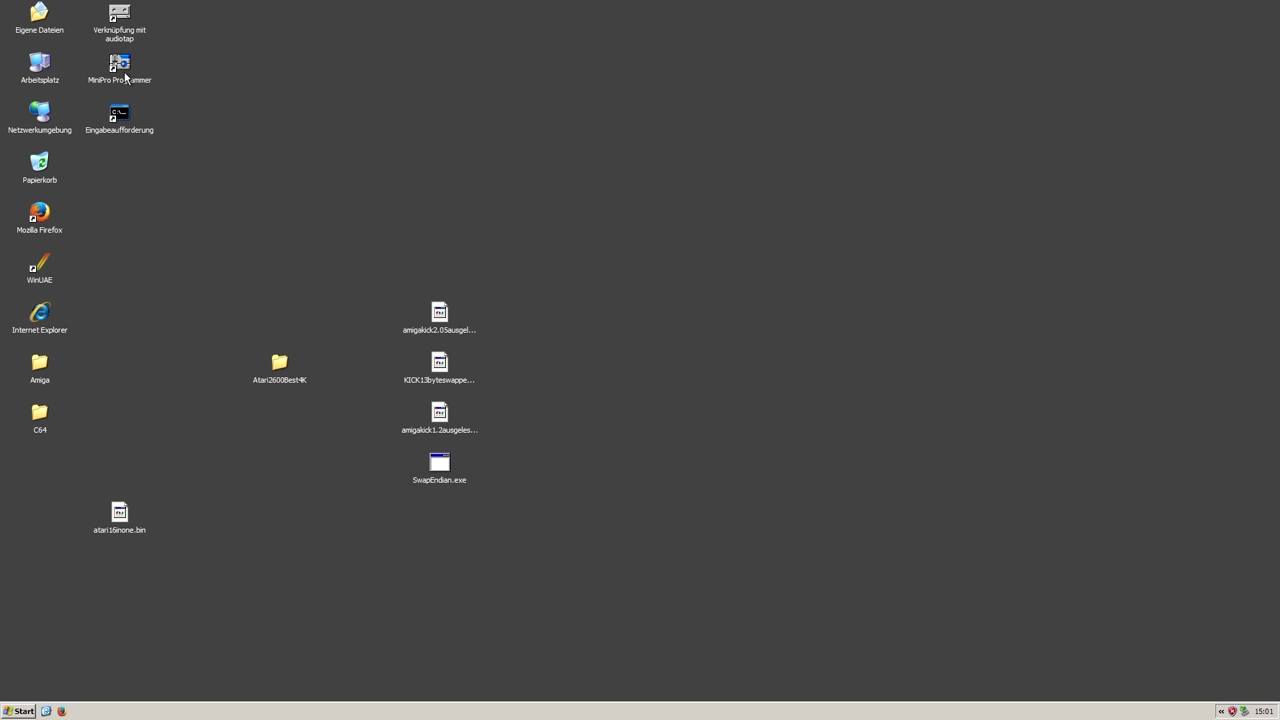 Eigene Dateien
Verknüpfung mit
audiotap
Arbeitsplatz
MiniPro Programmer
Netzwerkumgebung
C:\...
Eingabeaufforderung
Papierkorb
Mozilla Firefox
WinUAE
Internet Explorer
amigakick2.05ausgel...
Amiga
Atari2600Best4K
KICK13byteswappe...
C64
amigakick1.2ausgeles...
SwapEndian.exe
atari16inone.bin
Start
«
15:01